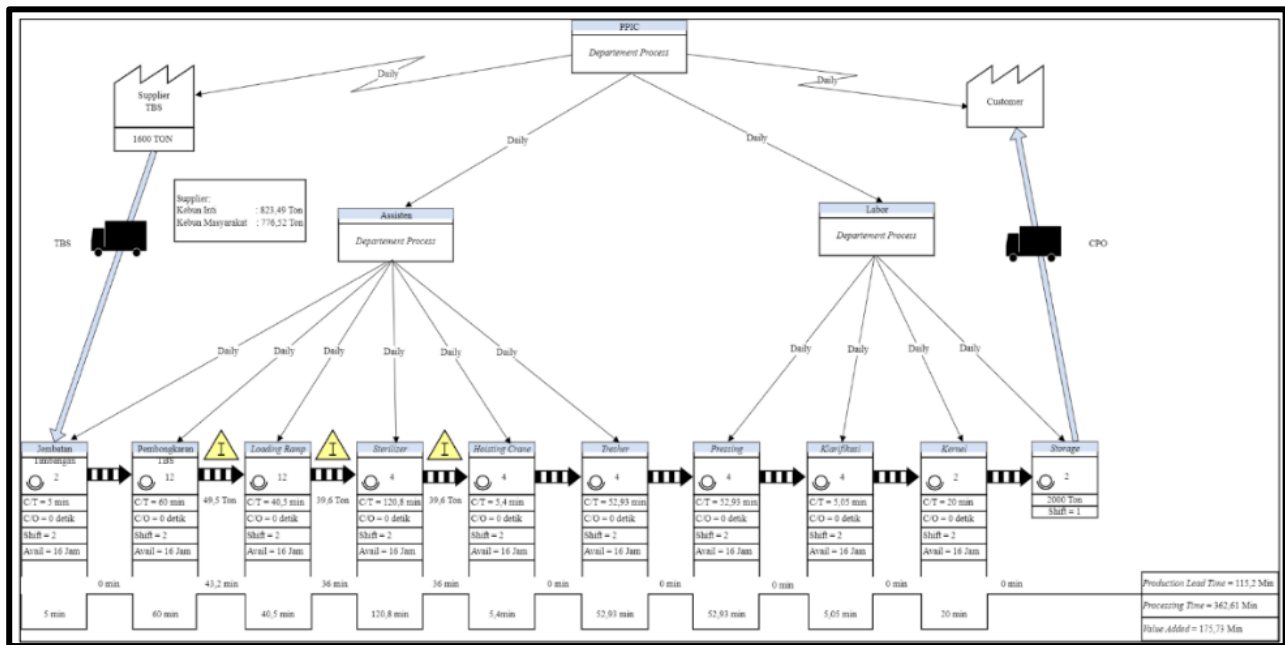 PPIC
Departement Process
Daily
Daily
Supplier
TBS
1600 TON
Customer
Daily
Daily
Supplier:
Kebun Inti : 823,49 Ton
Kebun Masyarakat : 776,52 Ton
TBS
Assisten
Departement Process
Labor
Departement Process
CPO
Daily
Daily
Daily
Daily
Daily
Daily
Daily
Daily
Daily
Daily
Jembatan
Timbangan
2
C/T = 5 min
C/O = 0 detik
Shift = 2
Avail = 16 Jam
Pembongkaran
TBS
12
C/T = 60 min
C/O = 0 detik
Shift = 2
Avail = 16 Jam
I
49,5 Ton
Loading Ramp
12
C/T = 40,5 min
C/O = 0 detik
Shift = 2
Avail = 16 Jam
I
39,6 Ton
Sterilizer
4
C/T = 120,8 min
C/O = 0 detik
Shift = 2
Avail = 16 Jam
I
39,6 Ton
Hoisting Crane
4
C/T = 5,4 min
C/O = 0 detik
Shift = 2
Avail = 16 Jam
Tresher
4
C/T = 52,93 min
C/O = 0 detik
Shift = 2
Avail = 16 Jam
Pressing
4
C/T = 52,93 min
C/O = 0 detik
Shift = 2
Avail = 16 Jam
Klarifikasi
4
C/T = 5,05 min
C/O = 0 detik
Shift = 2
Avail = 16 Jam
Kernel
2
C/T = 20 min
C/O = 0 detik
Shift = 2
Avail = 16 Jam
Storage
2
2000 Ton
Shift = 1
0 min
43,2 min
36 min
36 min
0 min
0 min
0 min
0 min
0 min
5 min
60 min
40,5 min
120,8 min
5,4min
52,93 min
52,93 min
5,05 min
20 min
Production Lead Time = 115,2 Min
Processing Time = 362,61 Min
Value Added = 175,73 Min